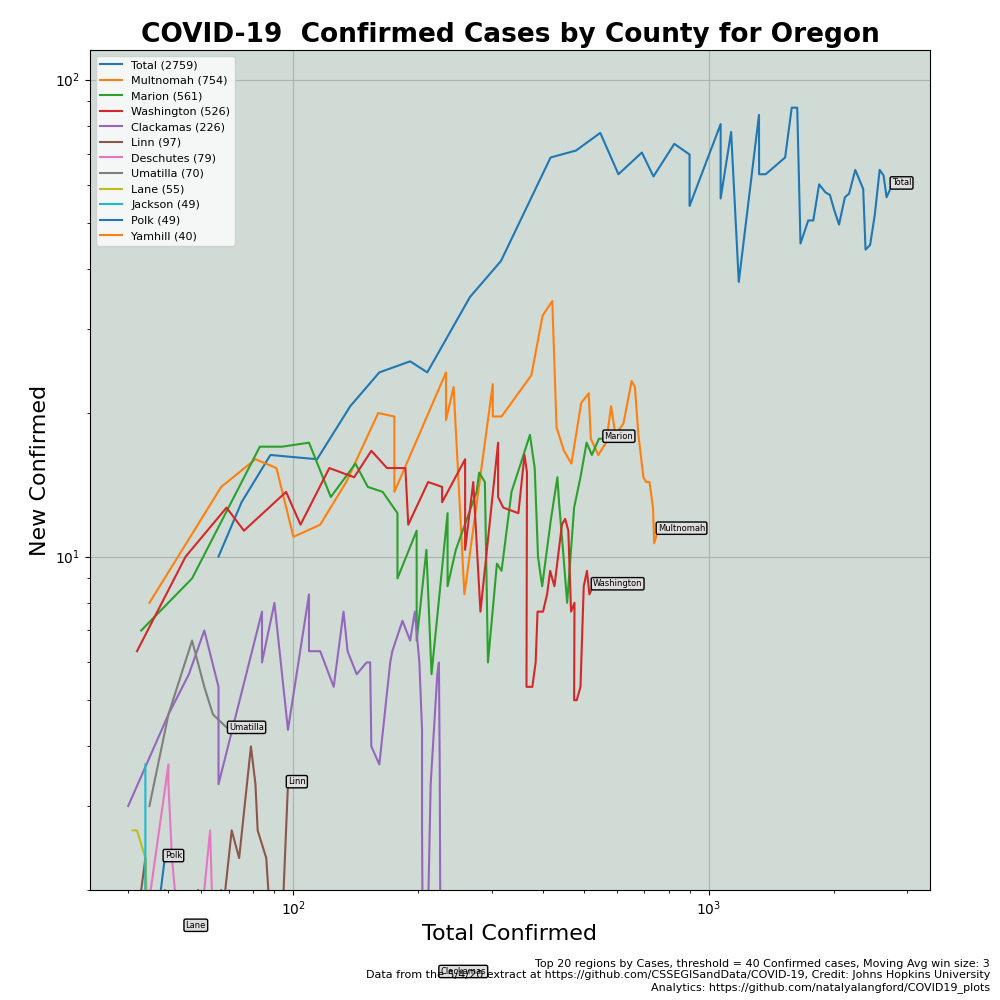 COVID-19 Confirmed Cases by County for Oregon
10²
Total (2759)
Multnomah (754)
Marion (561)
Washington (526)
Clackamas (226)
Linn (97)
Deschutes (79)
Umatilla (70)
Lane (55)
Jackson (49)
Polk (49)
Yamhill (40)
Total
New Confirmed
Marion
Multnomah
10¹
Washington
Umatilla
Linn
Polk
10²
10³
Lane
Total Confirmed
Top 20 regions by Cases, threshold = 40 Confirmed cases, Moving Avg win size: 3
Clackamas
Data from the 5/4/20 extract at https://github.com/CSSEGISandData/COVID-19, Credit: Johns Hopkins University
Analytics: https://github.com/natalyalangford/COVID19_plots